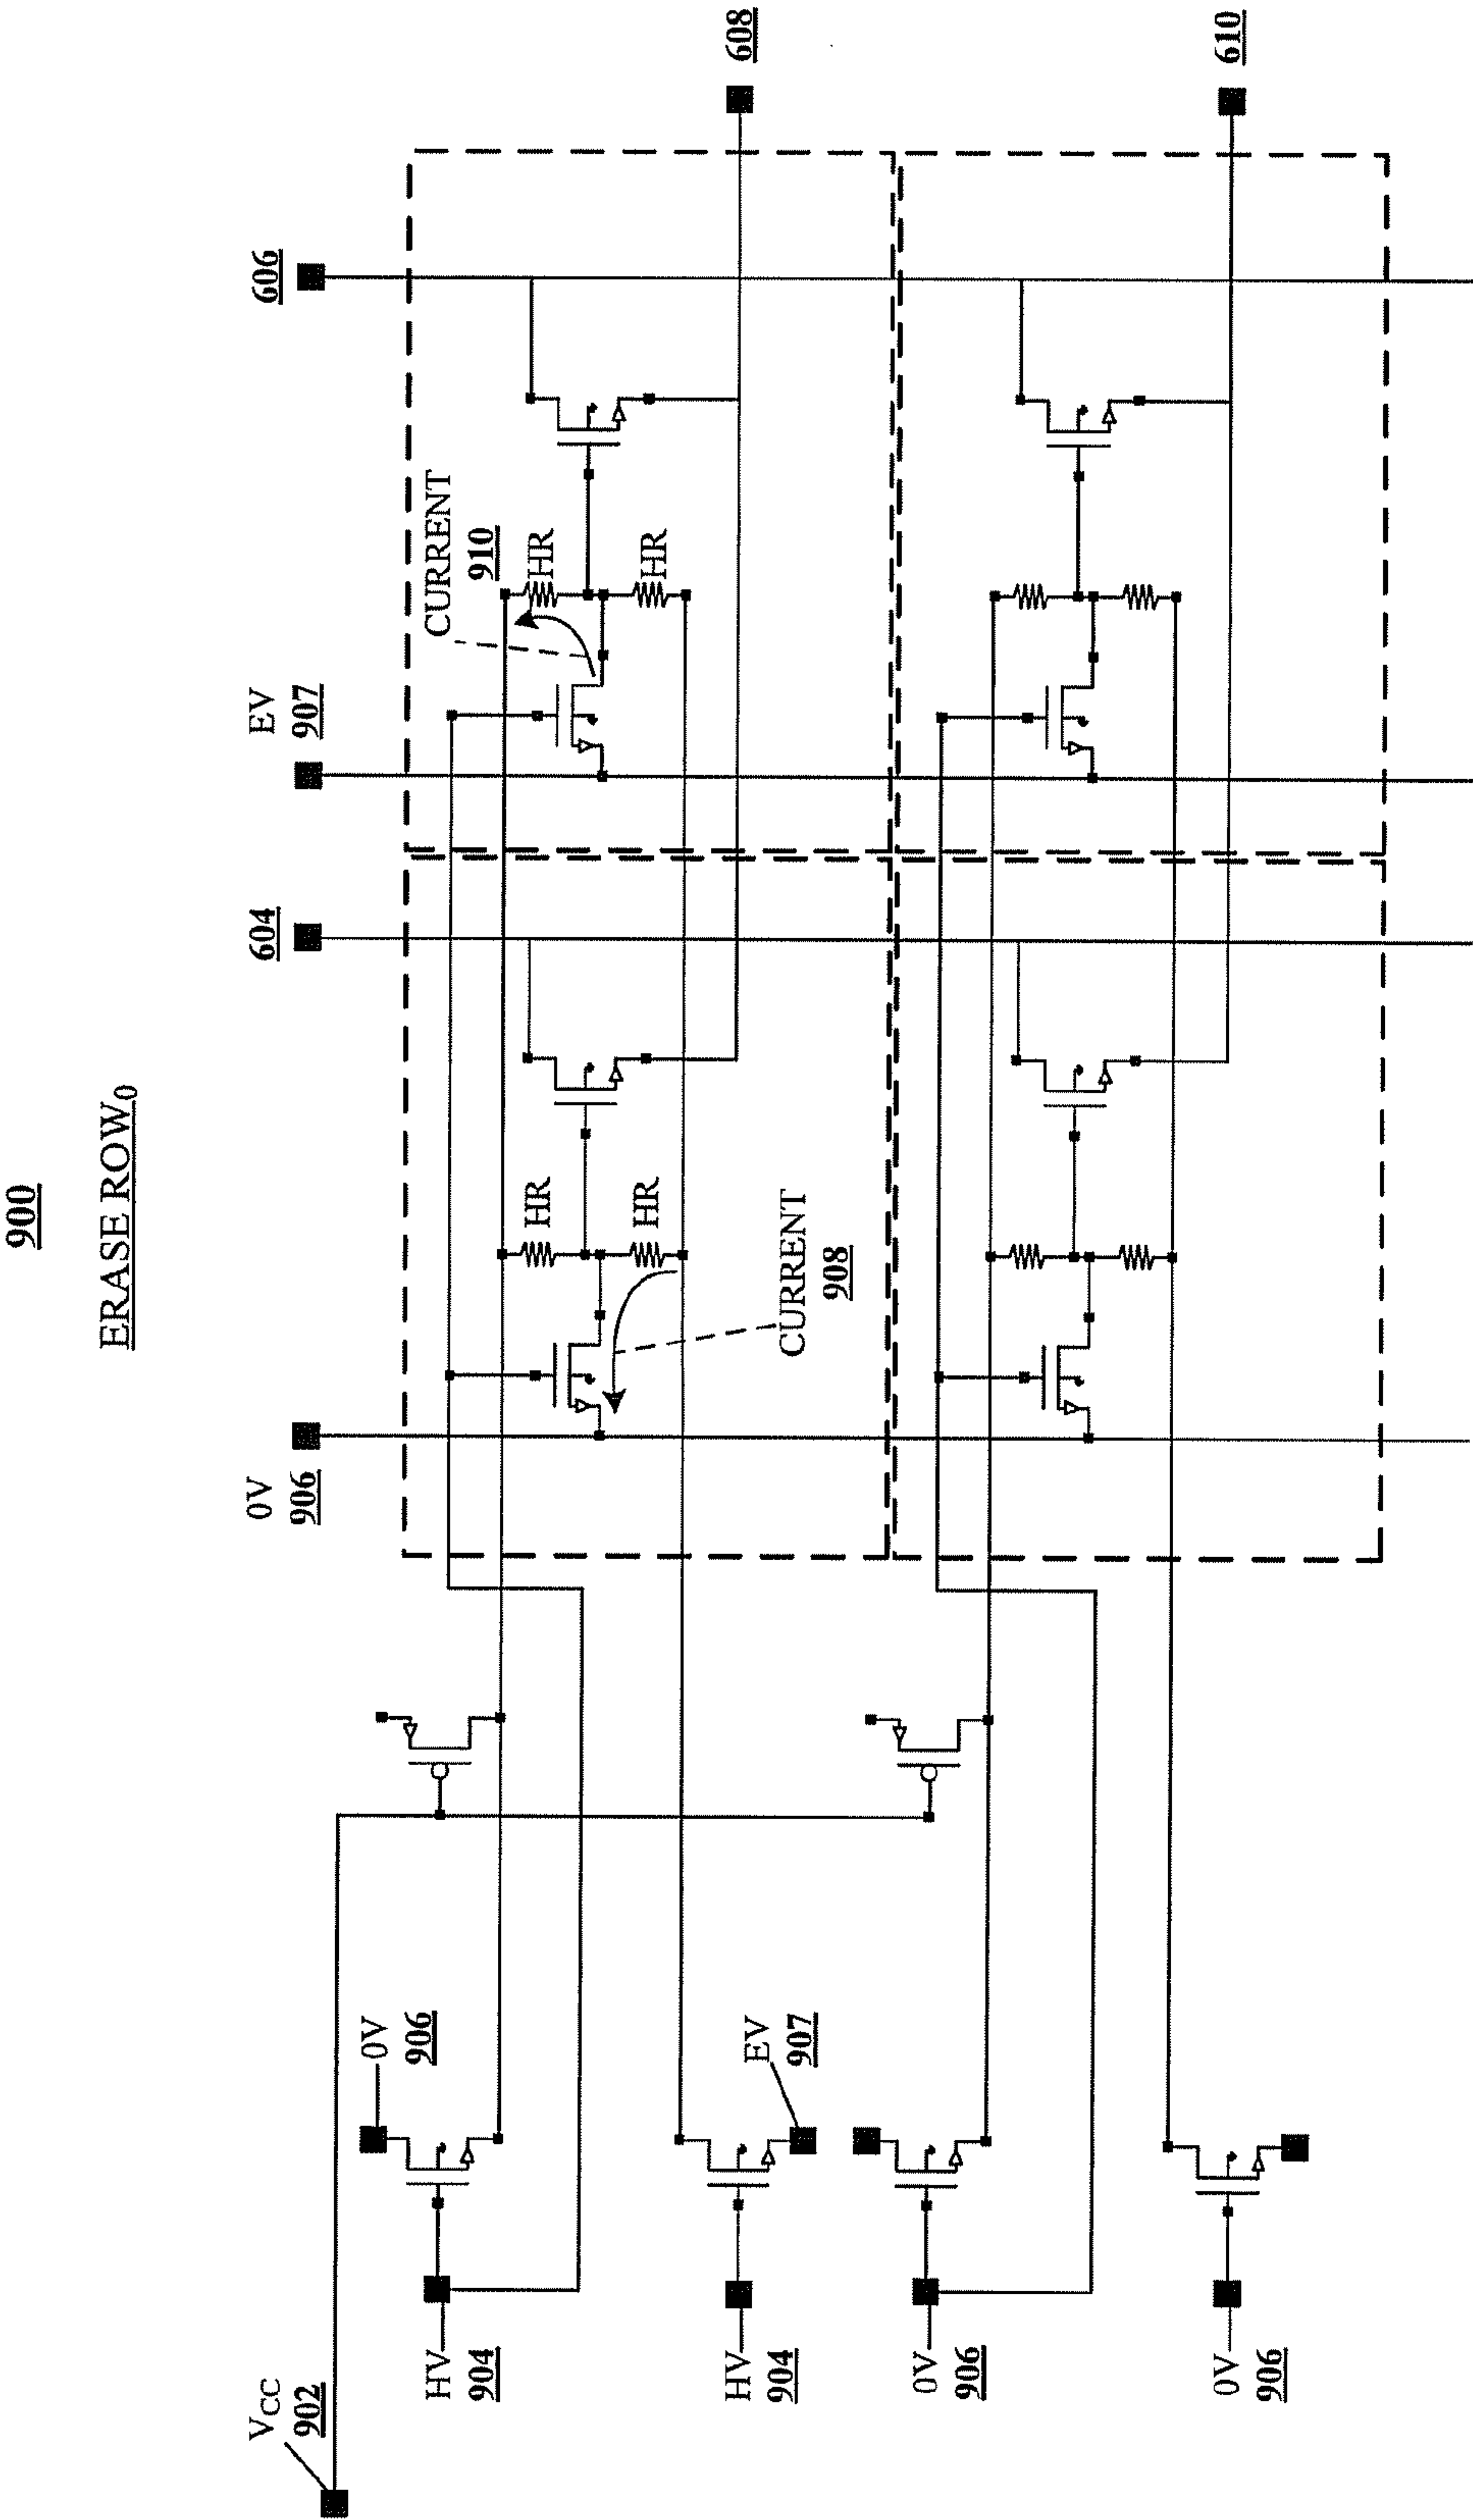 900
ERASE ROW₀
V_CC
902
0V
906
604
EV
907
606
0V
906
HV
904
CURRENT
910
HR
HR
HR
HR
HV
904
608
EV
907
CURRENT
908
0V
906
0V
906
610